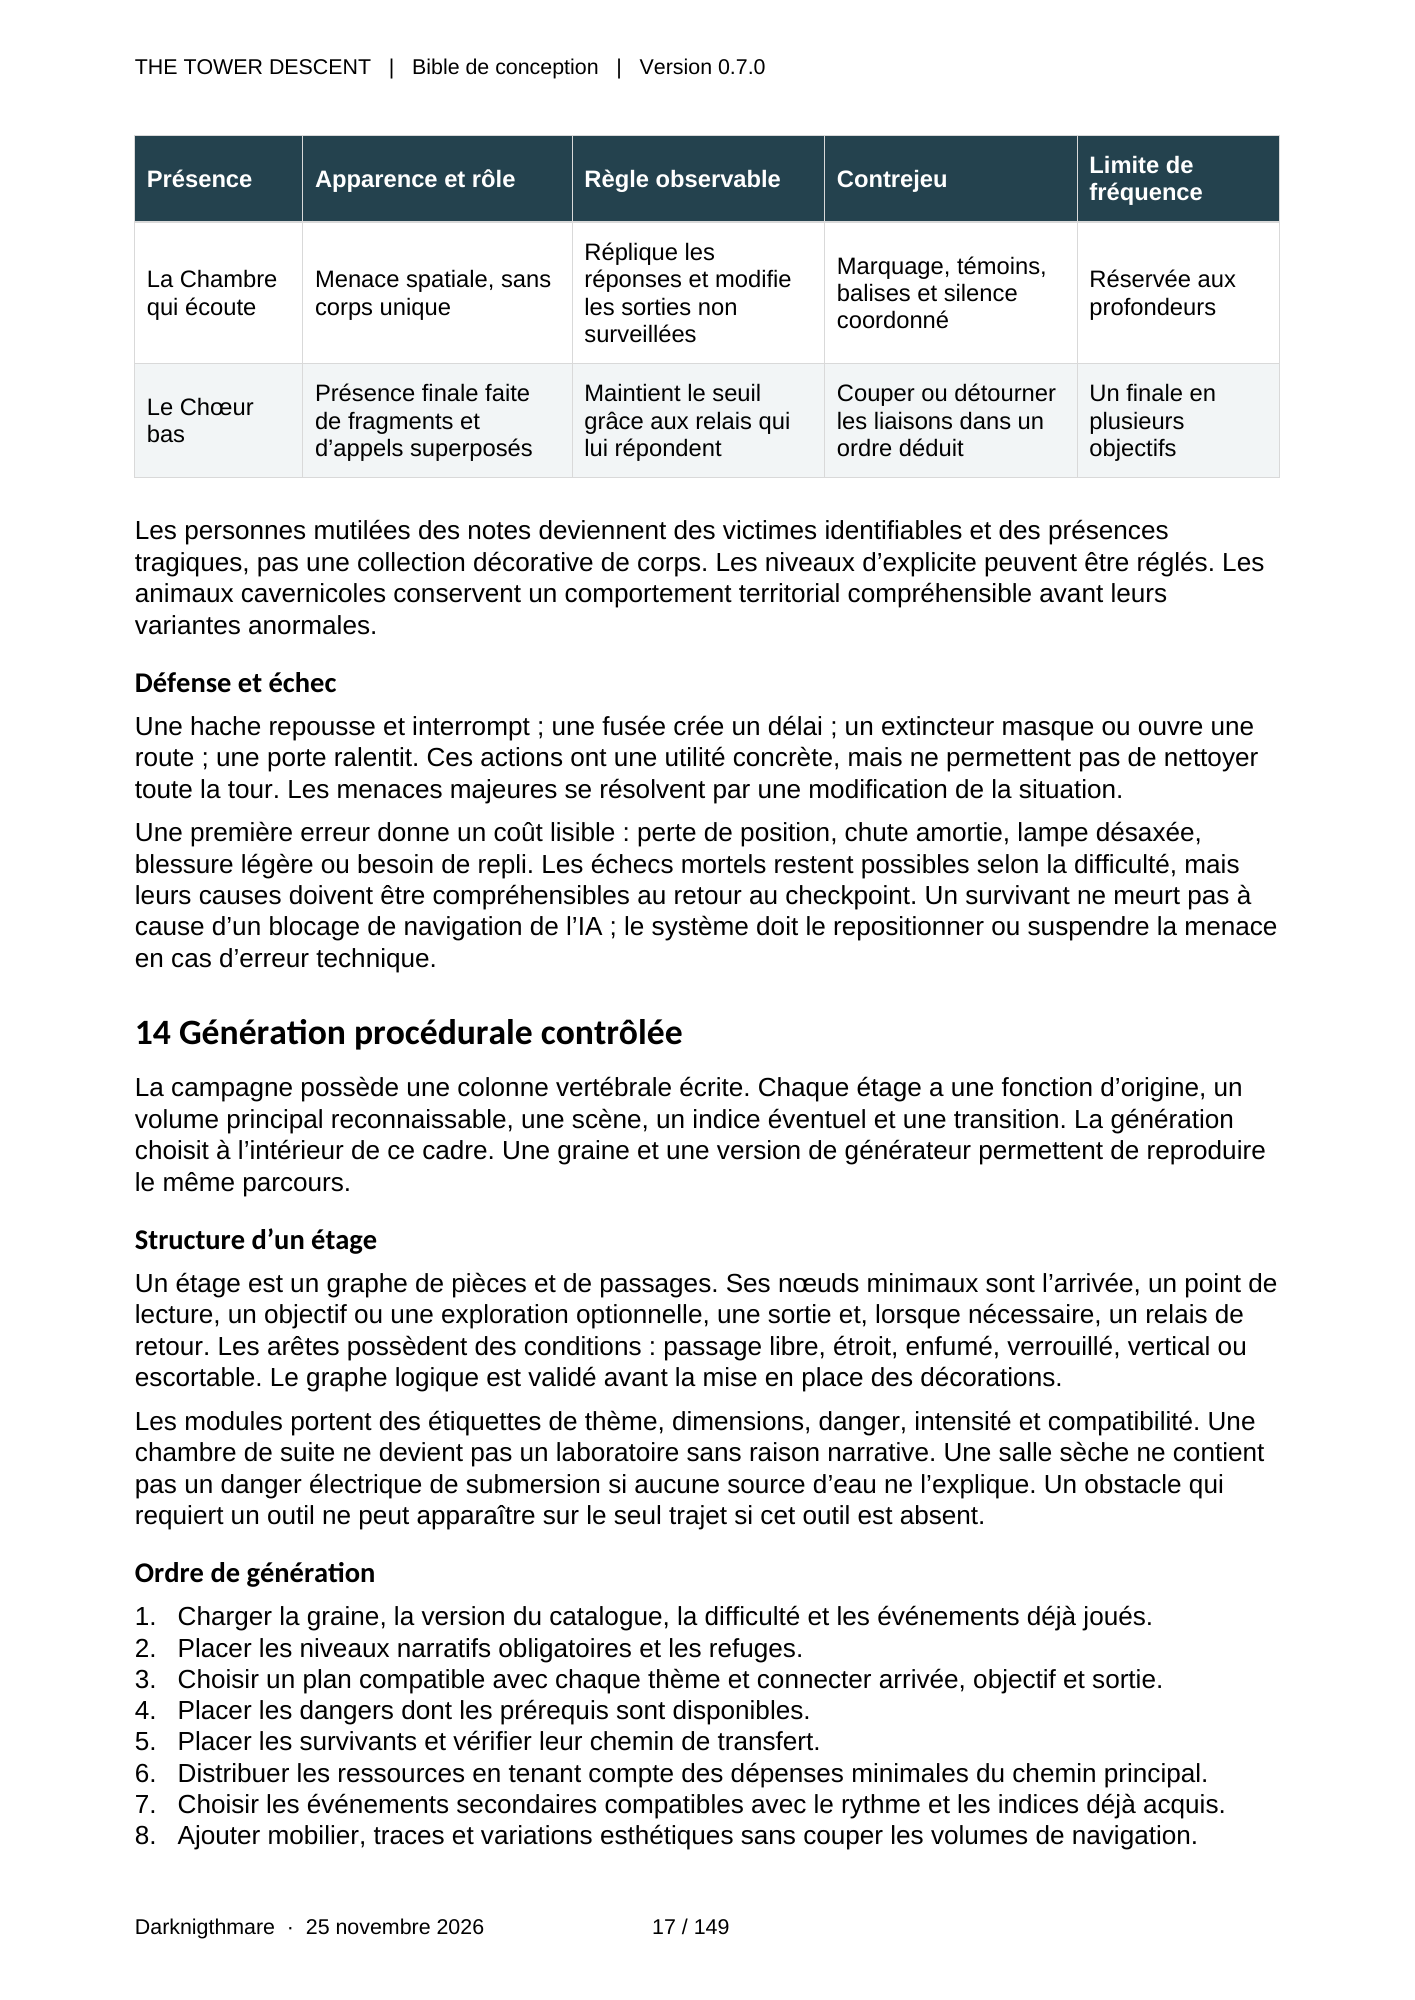 THE TOWER DESCENT | Bible de conception | Version 0.7.0
Présence
Apparence et rôle
Règle observable
Contrejeu
Limite de
fréquence
La Chambre
qui écoute
Menace spatiale, sans
corps unique
Réplique les
réponses et modifie
les sorties non
surveillées
Marquage, témoins,
balises et silence
coordonné
Réservée aux
profondeurs
Le Chœur
bas
Présence finale faite
de fragments et
d’appels superposés
Maintient le seuil
grâce aux relais qui
lui répondent
Couper ou détourner
les liaisons dans un
ordre déduit
Un finale en
plusieurs
objectifs
Les personnes mutilées des notes deviennent des victimes identifiables et des présences
tragiques, pas une collection décorative de corps. Les niveaux d’explicite peuvent être réglés. Les
animaux cavernicoles conservent un comportement territorial compréhensible avant leurs
variantes anormales.
Défense et échec
Une hache repousse et interrompt ; une fusée crée un délai ; un extincteur masque ou ouvre une
route ; une porte ralentit. Ces actions ont une utilité concrète, mais ne permettent pas de nettoyer
toute la tour. Les menaces majeures se résolvent par une modification de la situation.
Une première erreur donne un coût lisible : perte de position, chute amortie, lampe désaxée,
blessure légère ou besoin de repli. Les échecs mortels restent possibles selon la difficulté, mais
leurs causes doivent être compréhensibles au retour au checkpoint. Un survivant ne meurt pas à
cause d’un blocage de navigation de l’IA ; le système doit le repositionner ou suspendre la menace
en cas d’erreur technique.
14 Génération procédurale contrôlée
La campagne possède une colonne vertébrale écrite. Chaque étage a une fonction d’origine, un
volume principal reconnaissable, une scène, un indice éventuel et une transition. La génération
choisit à l’intérieur de ce cadre. Une graine et une version de générateur permettent de reproduire
le même parcours.
Structure d’un étage
Un étage est un graphe de pièces et de passages. Ses nœuds minimaux sont l’arrivée, un point de
lecture, un objectif ou une exploration optionnelle, une sortie et, lorsque nécessaire, un relais de
retour. Les arêtes possèdent des conditions : passage libre, étroit, enfumé, verrouillé, vertical ou
escortable. Le graphe logique est validé avant la mise en place des décorations.
Les modules portent des étiquettes de thème, dimensions, danger, intensité et compatibilité. Une
chambre de suite ne devient pas un laboratoire sans raison narrative. Une salle sèche ne contient
pas un danger électrique de submersion si aucune source d’eau ne l’explique. Un obstacle qui
requiert un outil ne peut apparaître sur le seul trajet si cet outil est absent.
Ordre de génération
1. Charger la graine, la version du catalogue, la difficulté et les événements déjà joués.
2. Placer les niveaux narratifs obligatoires et les refuges.
3. Choisir un plan compatible avec chaque thème et connecter arrivée, objectif et sortie.
4. Placer les dangers dont les prérequis sont disponibles.
5. Placer les survivants et vérifier leur chemin de transfert.
6. Distribuer les ressources en tenant compte des dépenses minimales du chemin principal.
7. Choisir les événements secondaires compatibles avec le rythme et les indices déjà acquis.
8. Ajouter mobilier, traces et variations esthétiques sans couper les volumes de navigation.
Darknigthmare · 25 novembre 2026 17 / 149